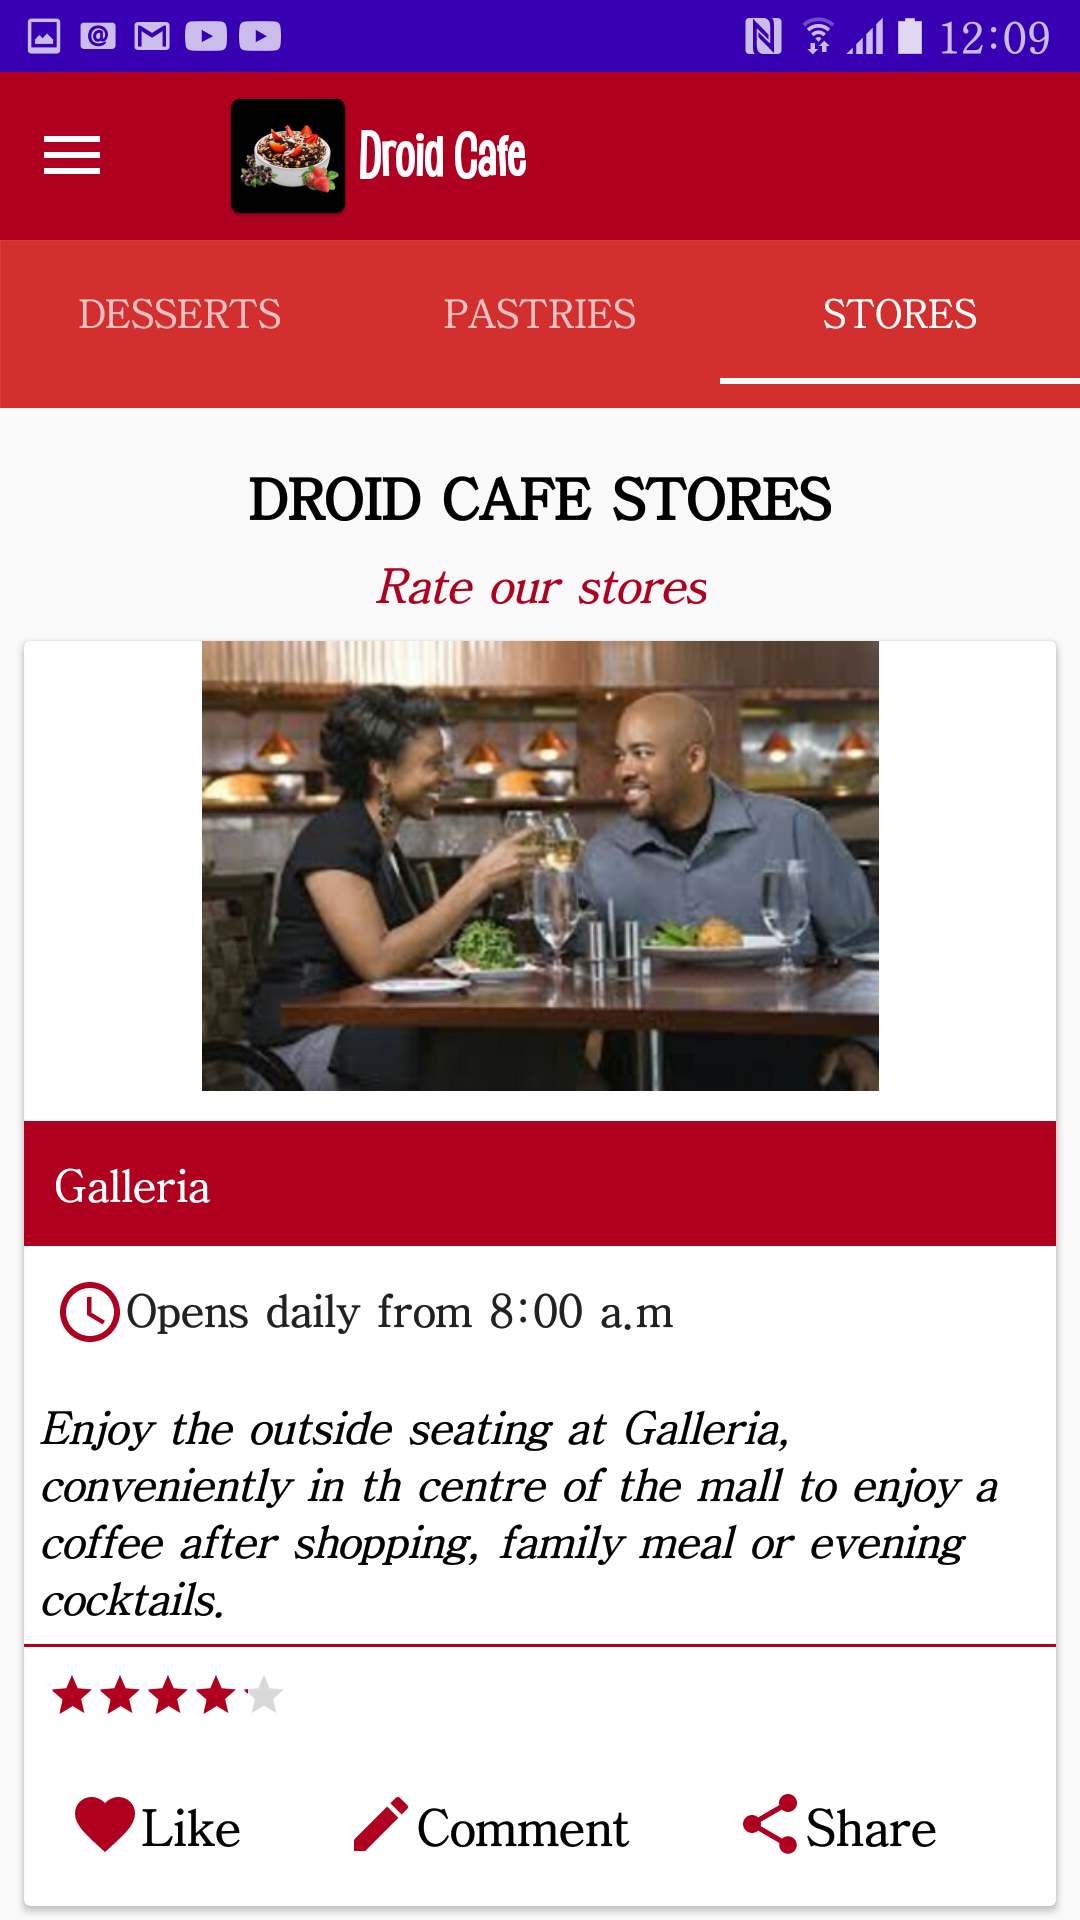 12:09
Droid Cafe
DESSERTS PASTRIES STORES
DROID CAFE STORES
Rate our stores
Galleria
Opens daily from 8:00 a.m
Enjoy the outside seating at Galleria,
conveniently in th centre of the mall to enjoy a
coffee after shopping, family meal or evening
cocktails.
Like Comment Share